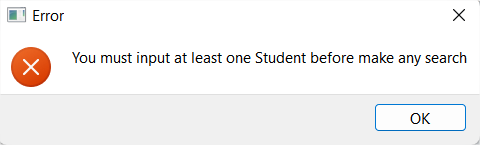 Error
You must input at least one Student before make any search
OK